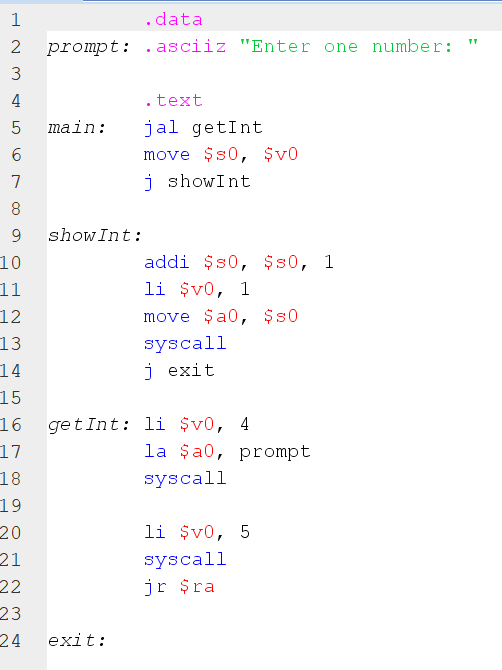 1 .data
2 prompt: .asciiz "Enter one number: "
3
4 .text
5 main: jal getInt
6 move $s0, $v0
7 j showInt
8
9 showInt:
10 addi $s0, $s0, 1
11 li $v0, 1
12 move $a0, $s0
13 syscall
14 j exit
15
16 getInt: li $v0, 4
17 la $a0, prompt
18 syscall
19
20 li $v0, 5
21 syscall
22 jr $ra
23
24 exit: